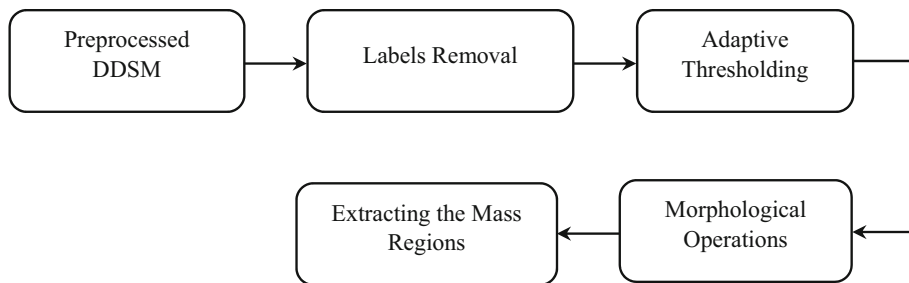 Preprocessed
DDSM
Labels Removal
Adaptive
Thresholding
Morphological
Operations
Extracting the Mass
Regions